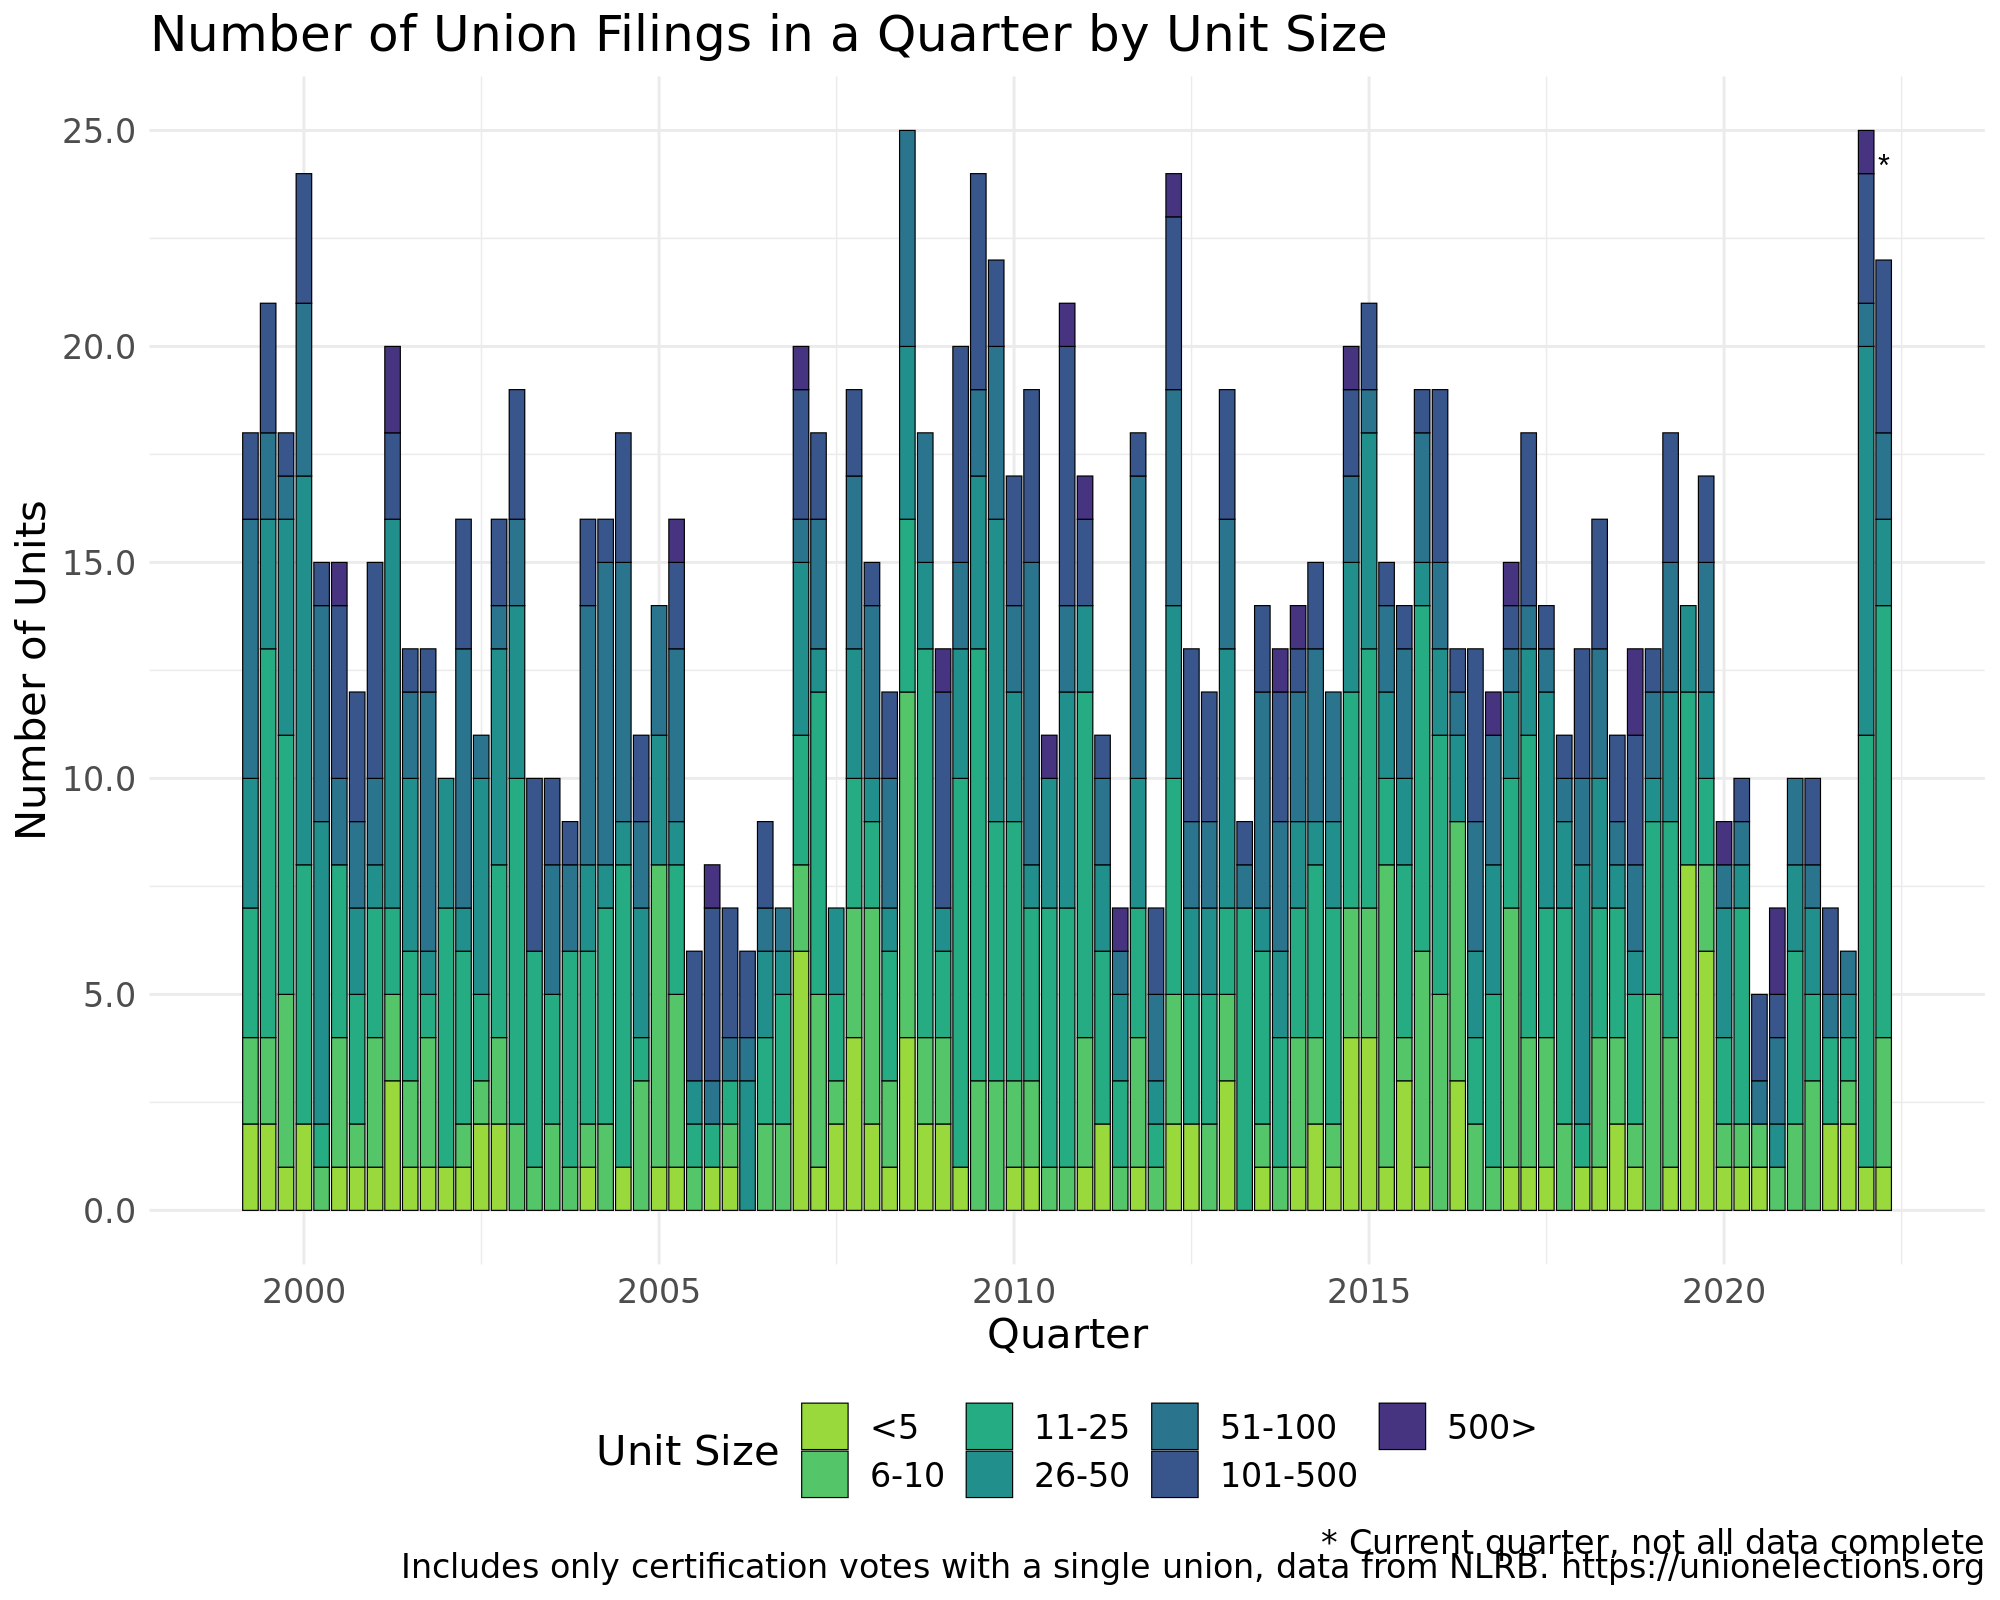 Number of Union Filings in a Quarter by Unit Size
Number of Units
25.0
20.0
15.0
10.0
5.0
0.0
*
2000 2005 2010 2015 2020
Quarter
Unit Size
<5 11-25 51-100 500>
6-10 26-50 101-500
* Current quarter, not all data complete
Includes only certification votes with a single union, data from NLRB. https://unionelections.org